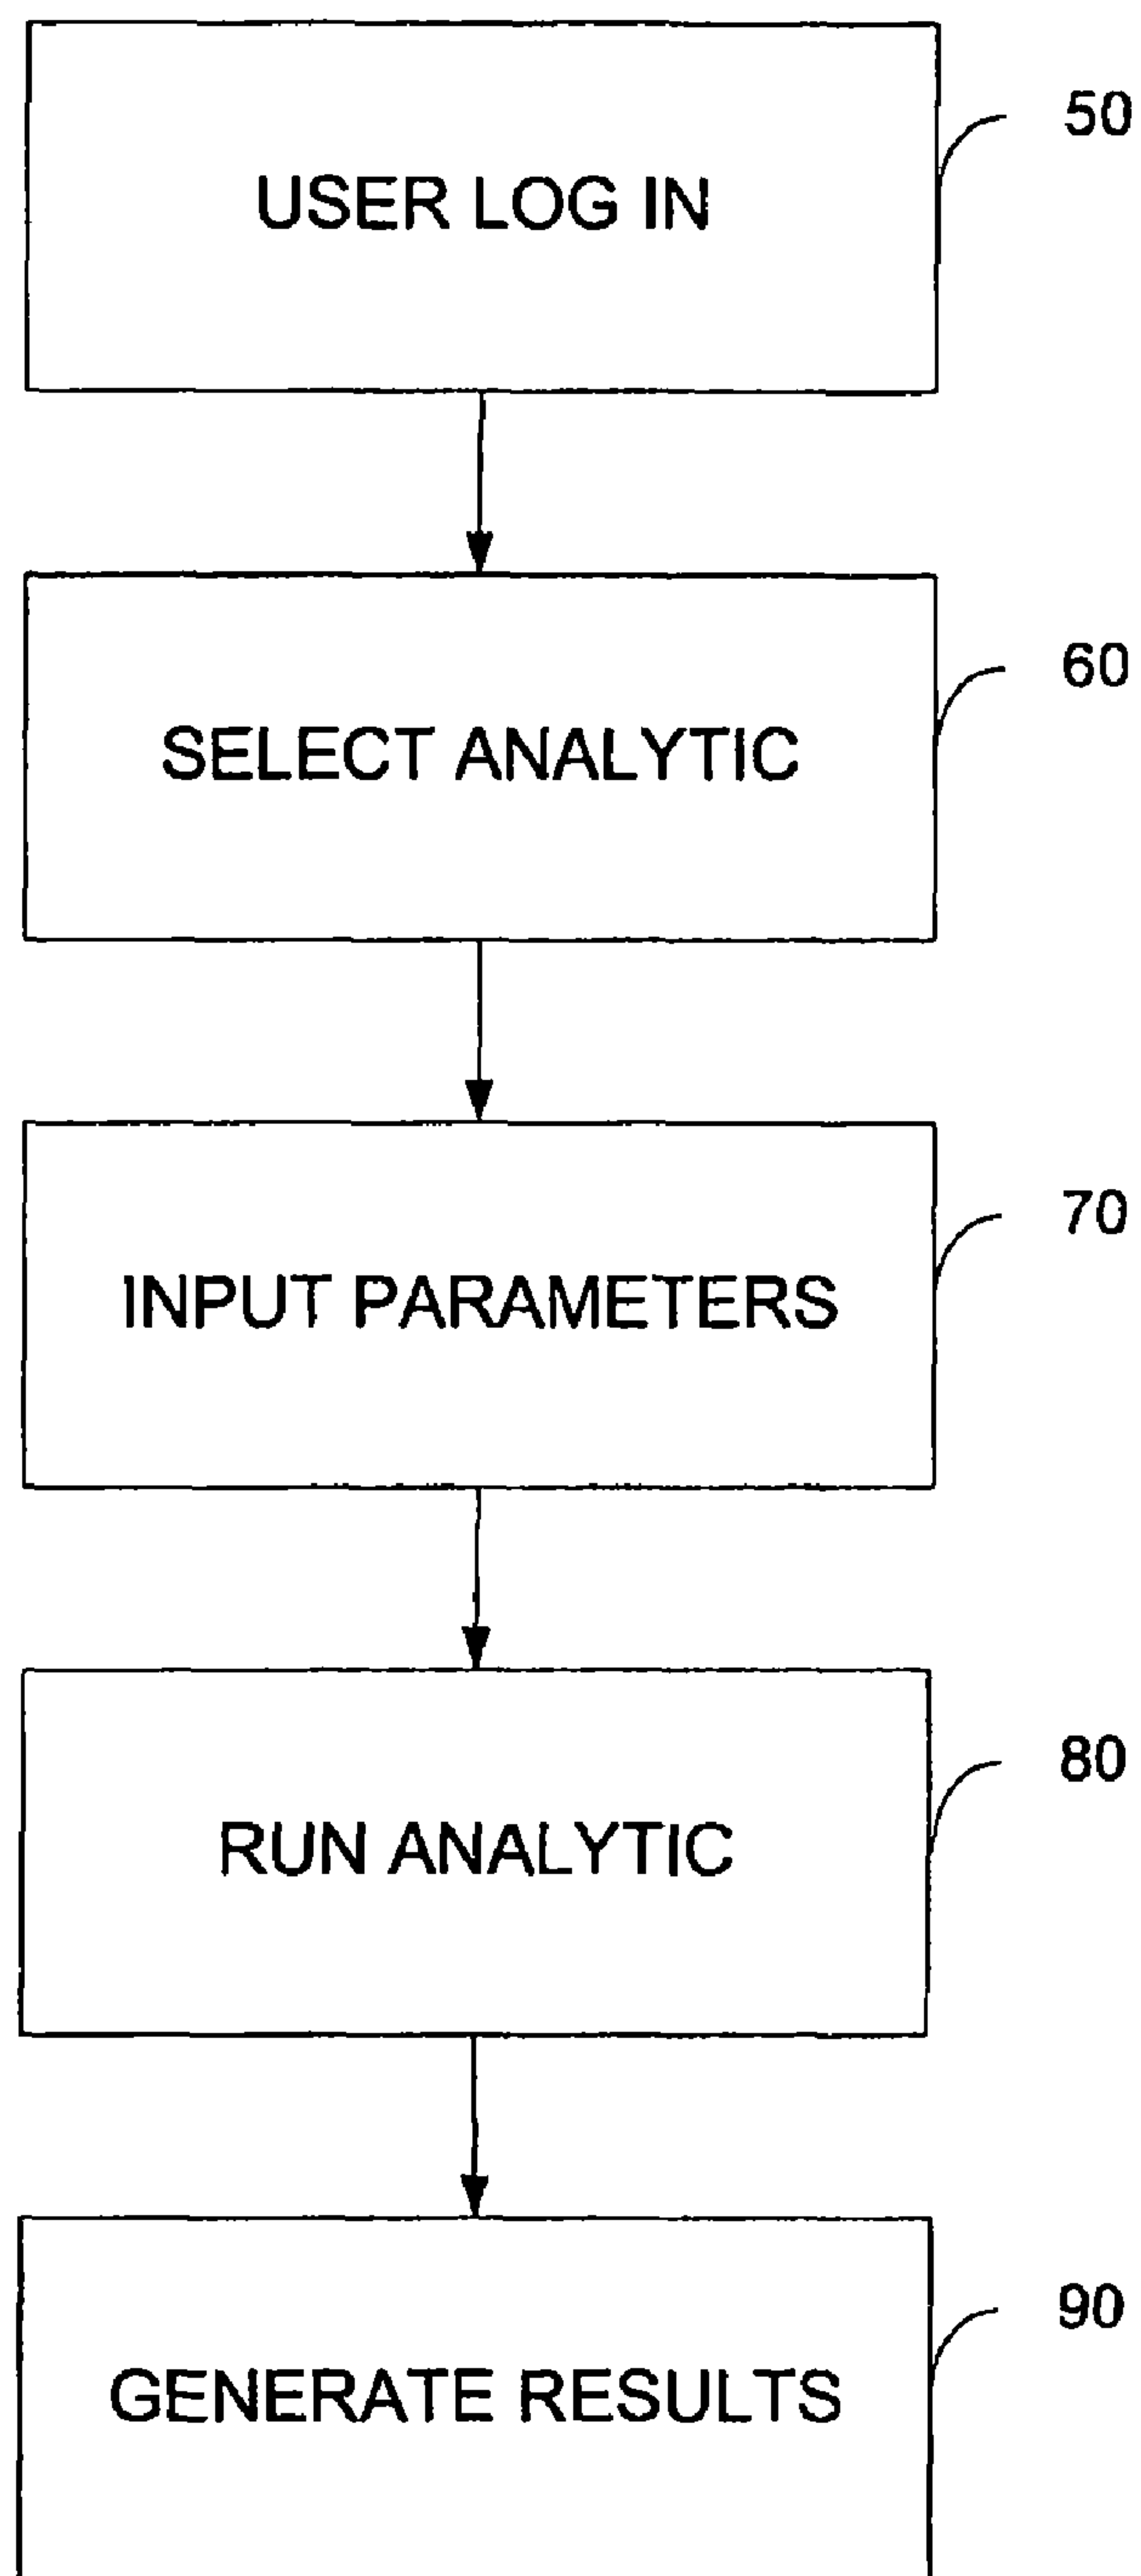 50
USER LOG IN
60
SELECT ANALYTIC
70
INPUT PARAMETERS
80
RUN ANALYTIC
90
GENERATE RESULTS